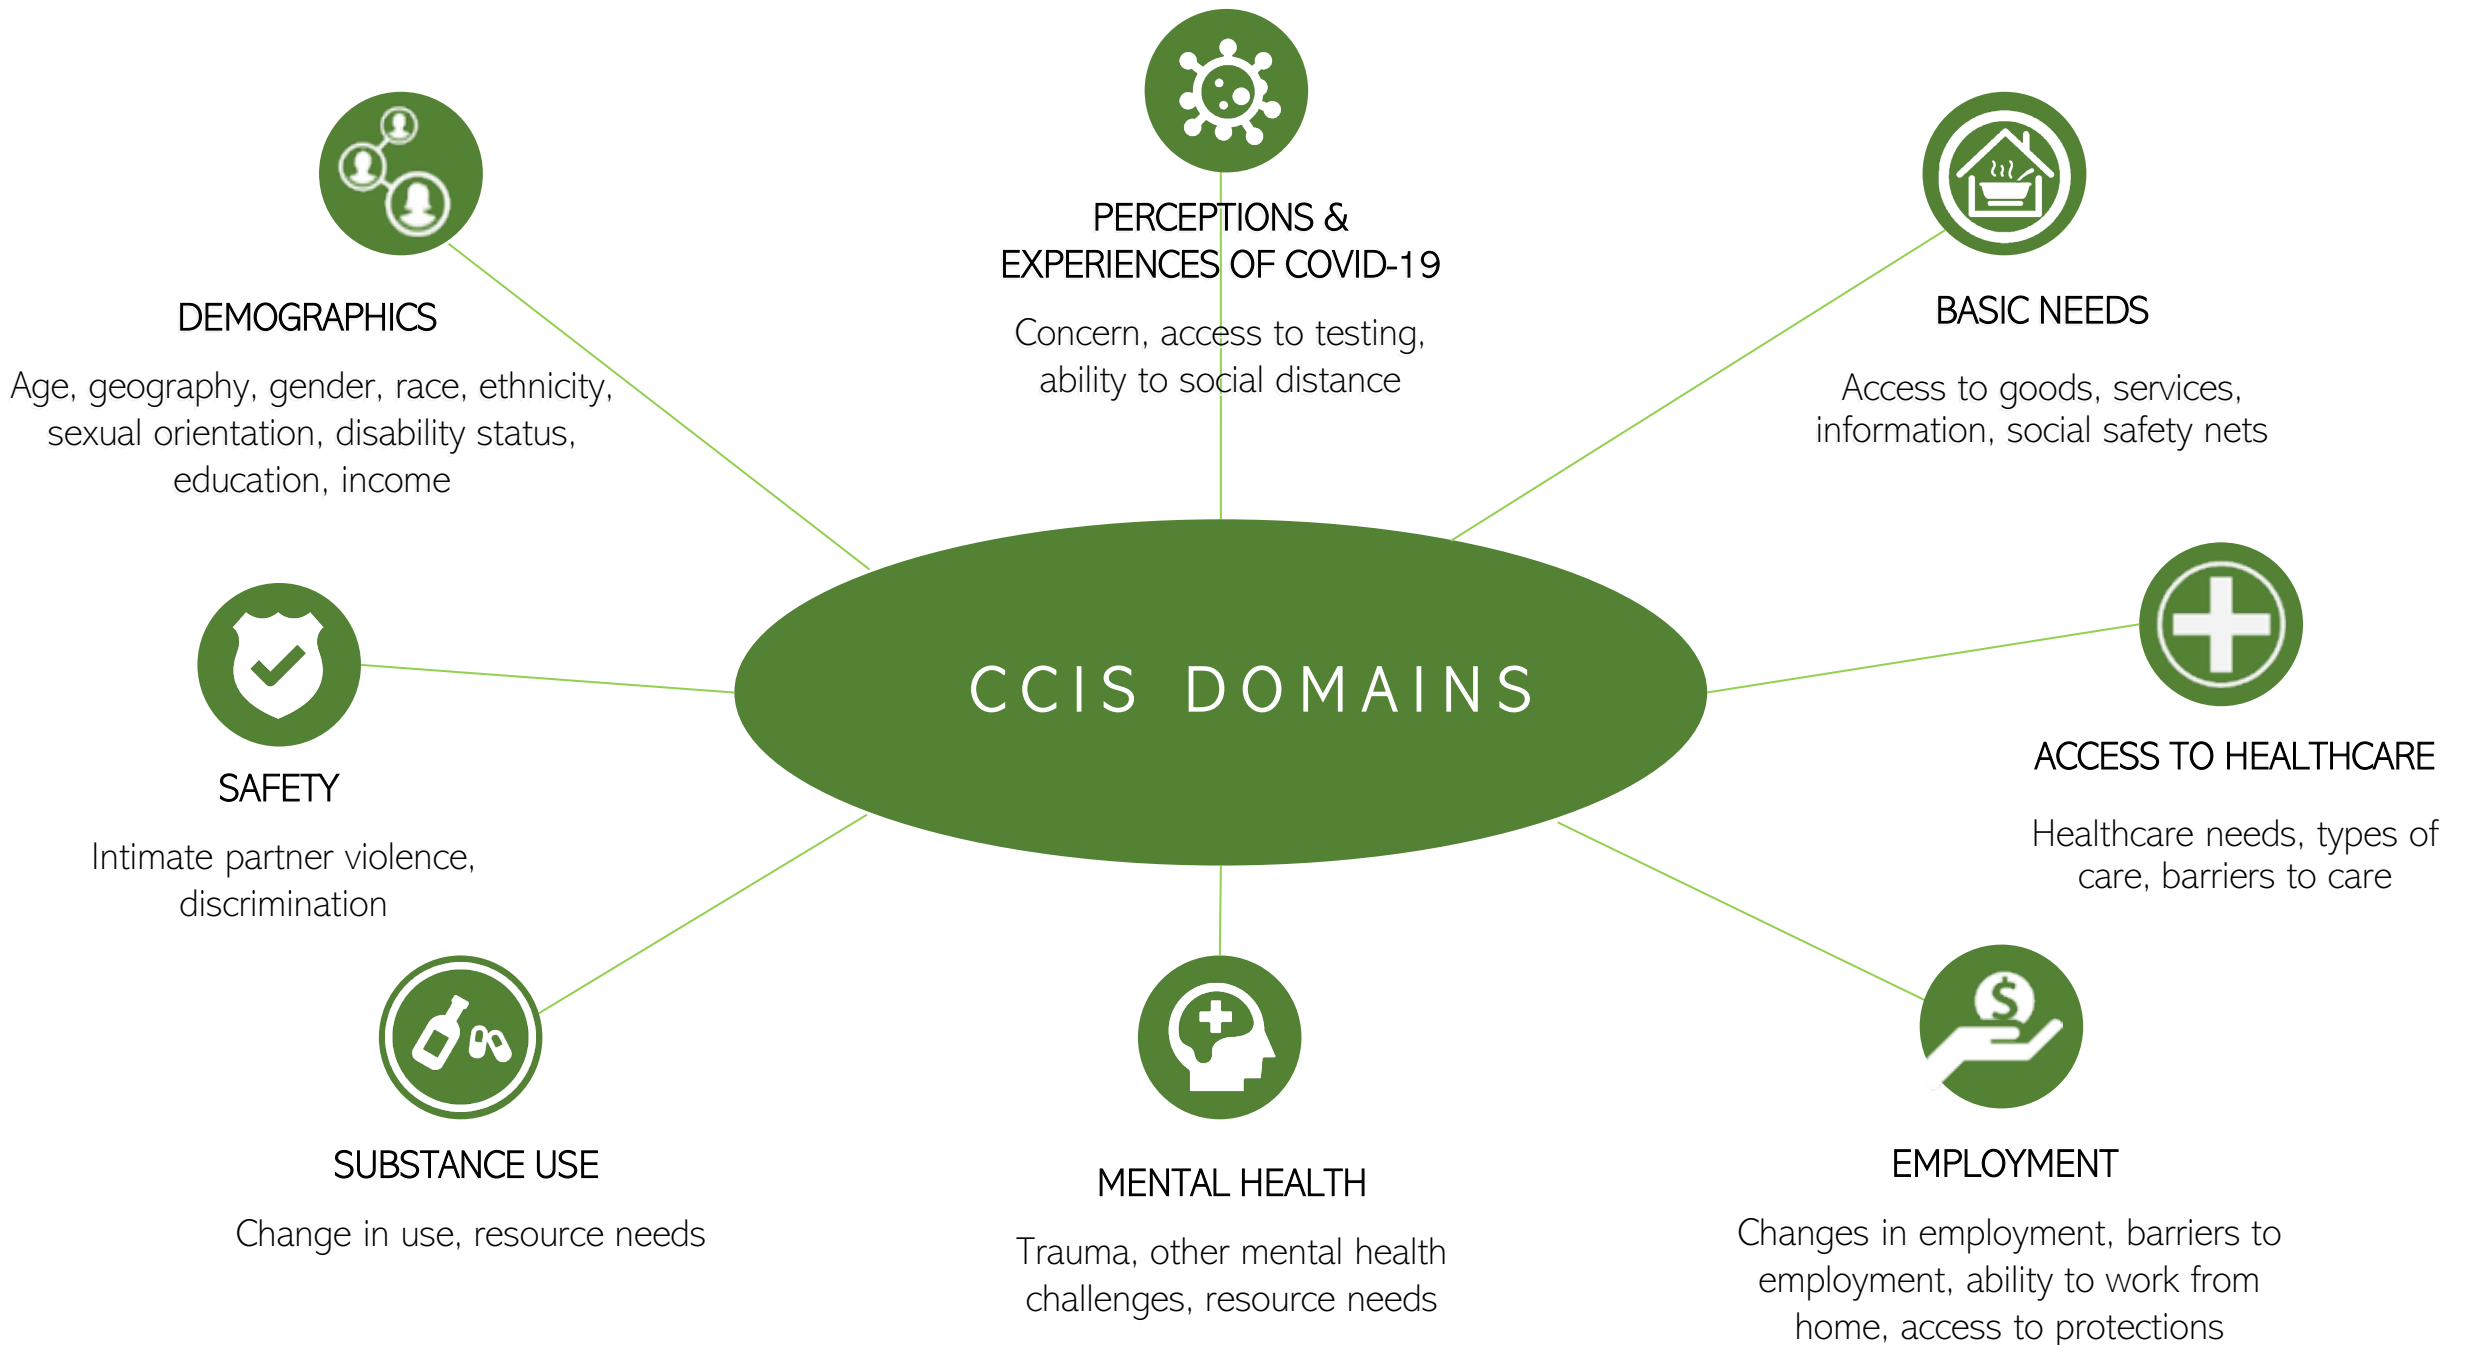 PERCEPTIONS &
EXPERIENCES OF COVID-19
Concern, access to testing,
ability to social distance
DEMOGRAPHICS
Age, geography, gender, race, ethnicity,
sexual orientation, disability status,
education, income
BASIC NEEDS
Access to goods, services,
information, social safety nets
CCIS DOMAINS
SAFETY
Intimate partner violence,
discrimination
ACCESS TO HEALTHCARE
Healthcare needs, types of
care, barriers to care
SUBSTANCE USE
Change in use, resource needs
MENTAL HEALTH
Trauma, other mental health
challenges, resource needs
$
EMPLOYMENT
Changes in employment, barriers to
employment, ability to work from
home, access to protections